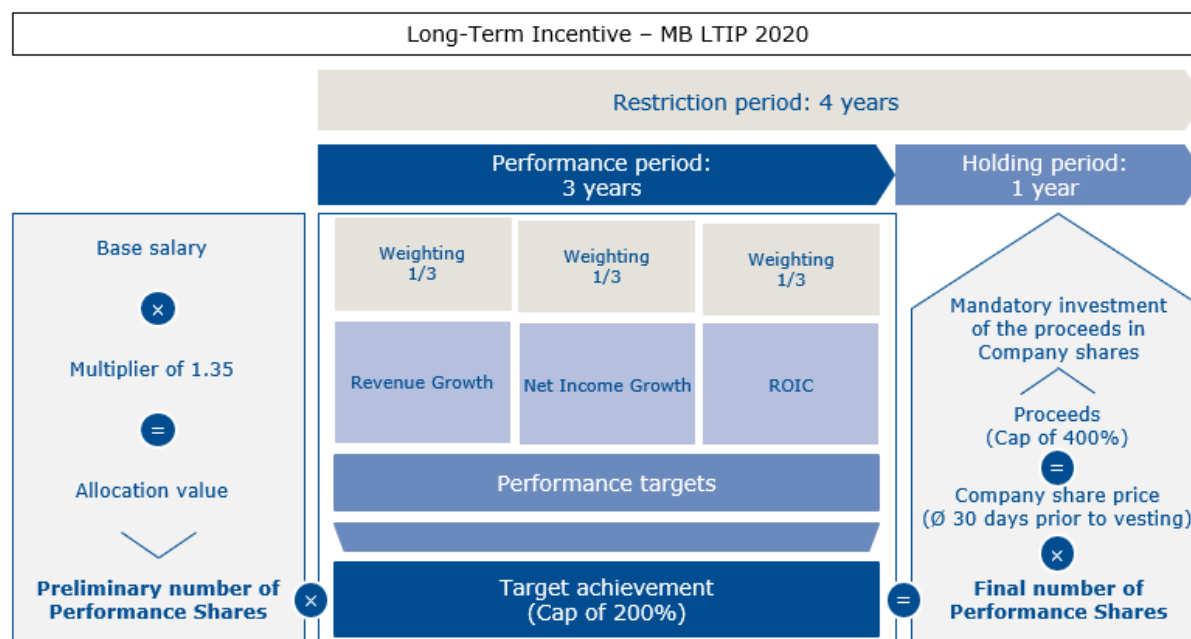 Long-Term Incentive – MB LTIP 2020
Restriction period: 4 years
Performance period:
3 years
Holding period:
1 year
Base salary
×
Multiplier of 1.35
=
Allocation value
Preliminary number of
Performance Shares
×
Weighting
1/3
Weighting
1/3
Weighting
1/3
Revenue Growth
Net Income Growth
ROIC
Performance targets
Target achievement
(Cap of 200%)
=
Mandatory investment
of the proceeds in
Company shares
Proceeds
(Cap of 400%)
=
Company share price
(Ø 30 days prior to vesting)
×
Final number of
Performance Shares